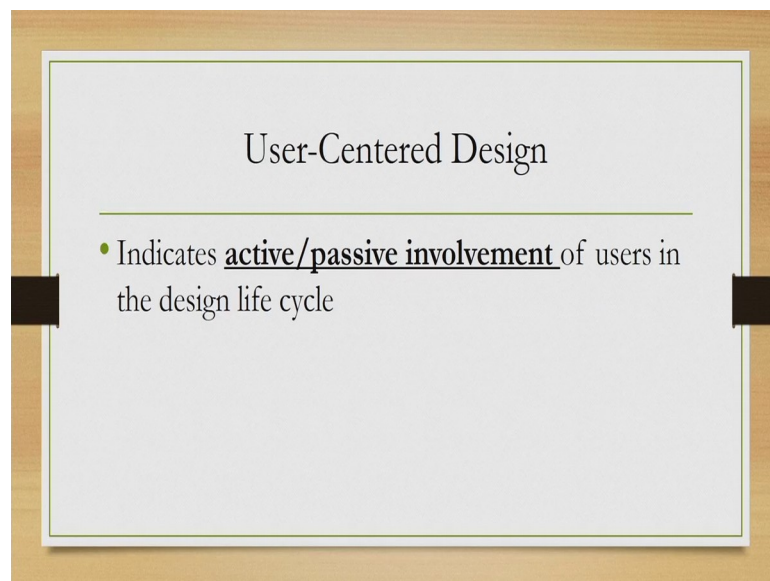 User-Centered Design
• Indicates active/passive involvement of users in
the design life cycle